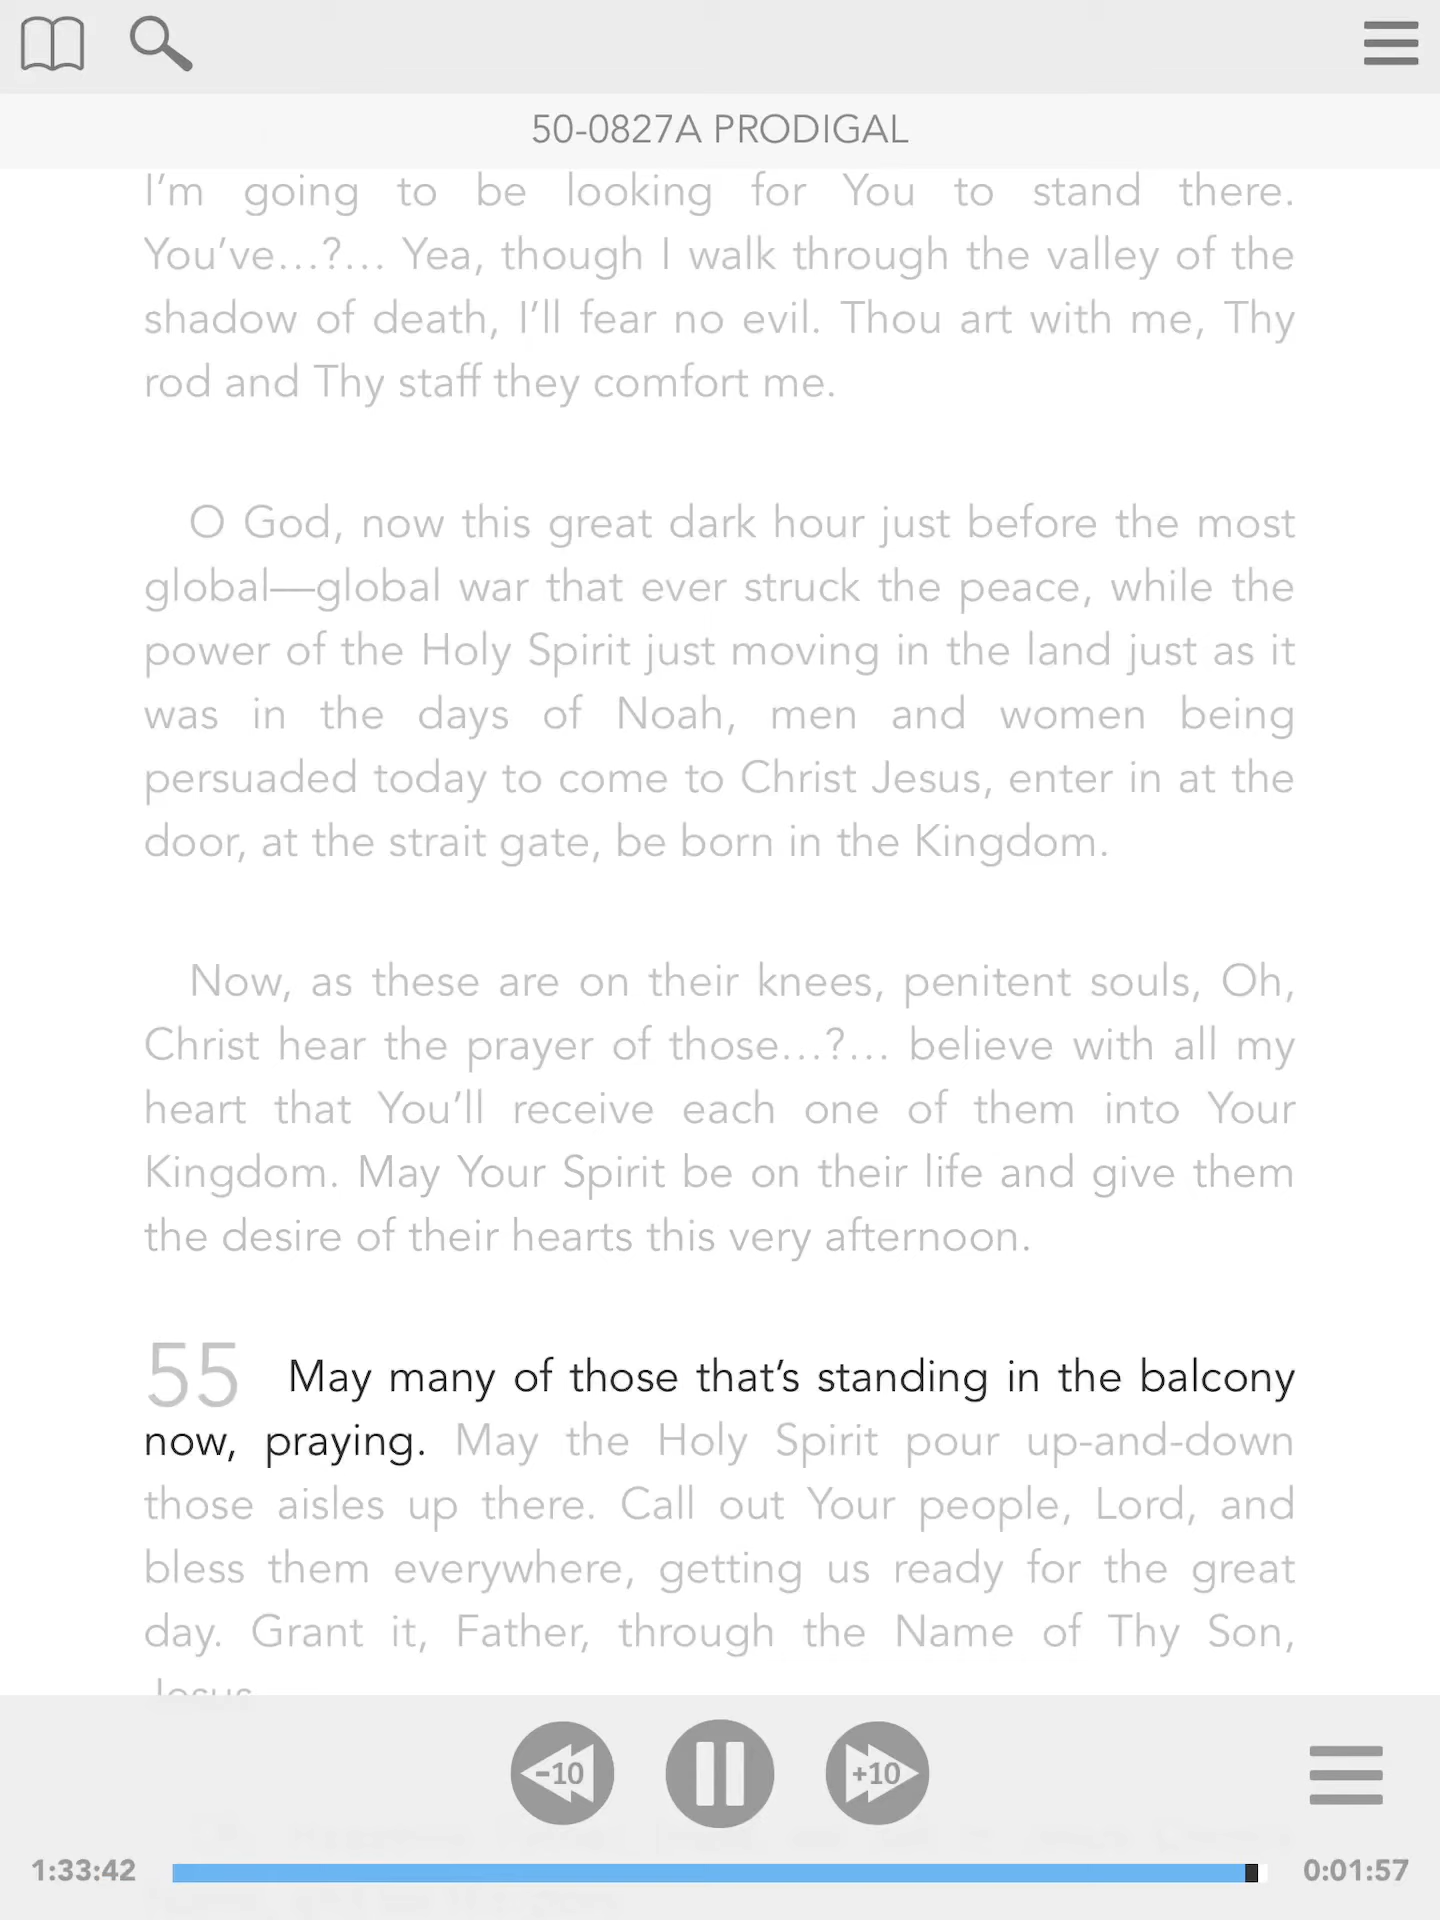 50-0827A PRODIGAL
I’m going to be looking for You to stand there.
You’ve…?… Yea, though I walk through the valley of the
shadow of death, I’ll fear no evil. Thou art with me, Thy
rod and Thy staff they comfort me.
O God, now this great dark hour just before the most
global—global war that ever struck the peace, while the
power of the Holy Spirit just moving in the land just as it
was in the days of Noah, men and women being
persuaded today to come to Christ Jesus, enter in at the
door, at the strait gate, be born in the Kingdom.
Now, as these are on their knees, penitent souls, Oh,
Christ hear the prayer of those…?… believe with all my
heart that You’ll receive each one of them into Your
Kingdom. May Your Spirit be on their life and give them
the desire of their hearts this very afternoon.
55 May many of those that’s standing in the balcony
now, praying. May the Holy Spirit pour up-and-down
those aisles up there. Call out Your people, Lord, and
bless them everywhere, getting us ready for the great
day. Grant it, Father, through the Name of Thy Son,
Jesus
-10 +10
1:33:42 0:01:57